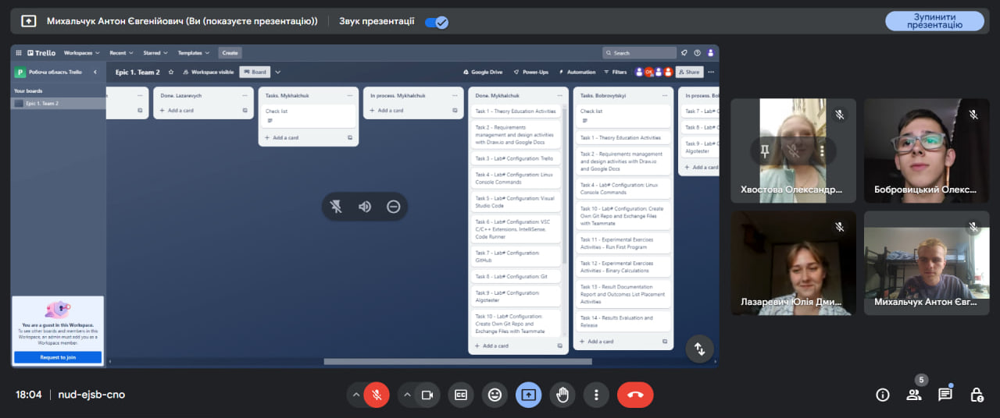 Михальчук Антон Євгенійович (Ви (показуєте презентацію))
Звук презентації
Зупинити
презентацію
Trello
Workspaces
Recent
Starred
Templates
Create
Search
Робоча область Trello
Epic 1. Team 2
Workspace visible
Board
Google Drive
Power-Ups
Automation
Filters
Share
Your boards
Epic 1. Team 2
Done. Lazarevych
+ Add a card
Tasks. Mykhalchuk
Check list
+ Add a card
In process. Mykhalchuk
+ Add a card
Done. Mykhalchuk
Task 1 - Theory Education Activities
Task 2 - Requirements
management and design activities
with Draw.io and Google Docs
Task 3 - Lab# Configuration: Trello
Task 4 - Lab# Configuration: Linux
Console Commands
Task 5 - Lab# Configuration: Visual
Studio Code
Task 6 - Lab# Configuration: VSC
C/C++ Extensions, IntelliSense,
Code Runner
Task 7 - Lab# Configuration:
GitHub
Task 8 - Lab# Configuration: Git
Task 9 - Lab# Configuration:
Algotester
Task 10 - Lab# Configuration:
Create Own Git Repo and
Exchange Files with Teammate
+ Add a card
Tasks. Bobrovytskyi
Check list
Task 1 - Theory Education Activities
Task 2 - Requirements management
and design activities with Draw.io
and Google Docs
Task 4 - Lab# Configuration: Linux
Console Commands
Task 10 - Lab# Configuration: Create
Own Git Repo and Exchange Files
with Teammate
Task 11 - Experimental Exercises
Activities - Run First Program
Task 12 - Experimental Exercises
Activities - Binary Calculations
Task 13 - Result Documentation
Report and Outcomes List Placement
Activities
Task 14 - Results Evaluation and
Release
+ Add a card
In process. Bo
Task 7 - Lab# C
Task 8 - Lab# C
Task 9 - Lab# C
Algotester
+ Add a card
You are a guest in this Workspace.
To see other boards and members in this
Workspace, an admin must add you as a
Workspace member.
Request to join
Хвостова Олександр...
Бобровицький Олекс...
Лазаревич Юлія Дми...
Михальчук Антон Євг...
18:04
nud-ejsb-cno
5